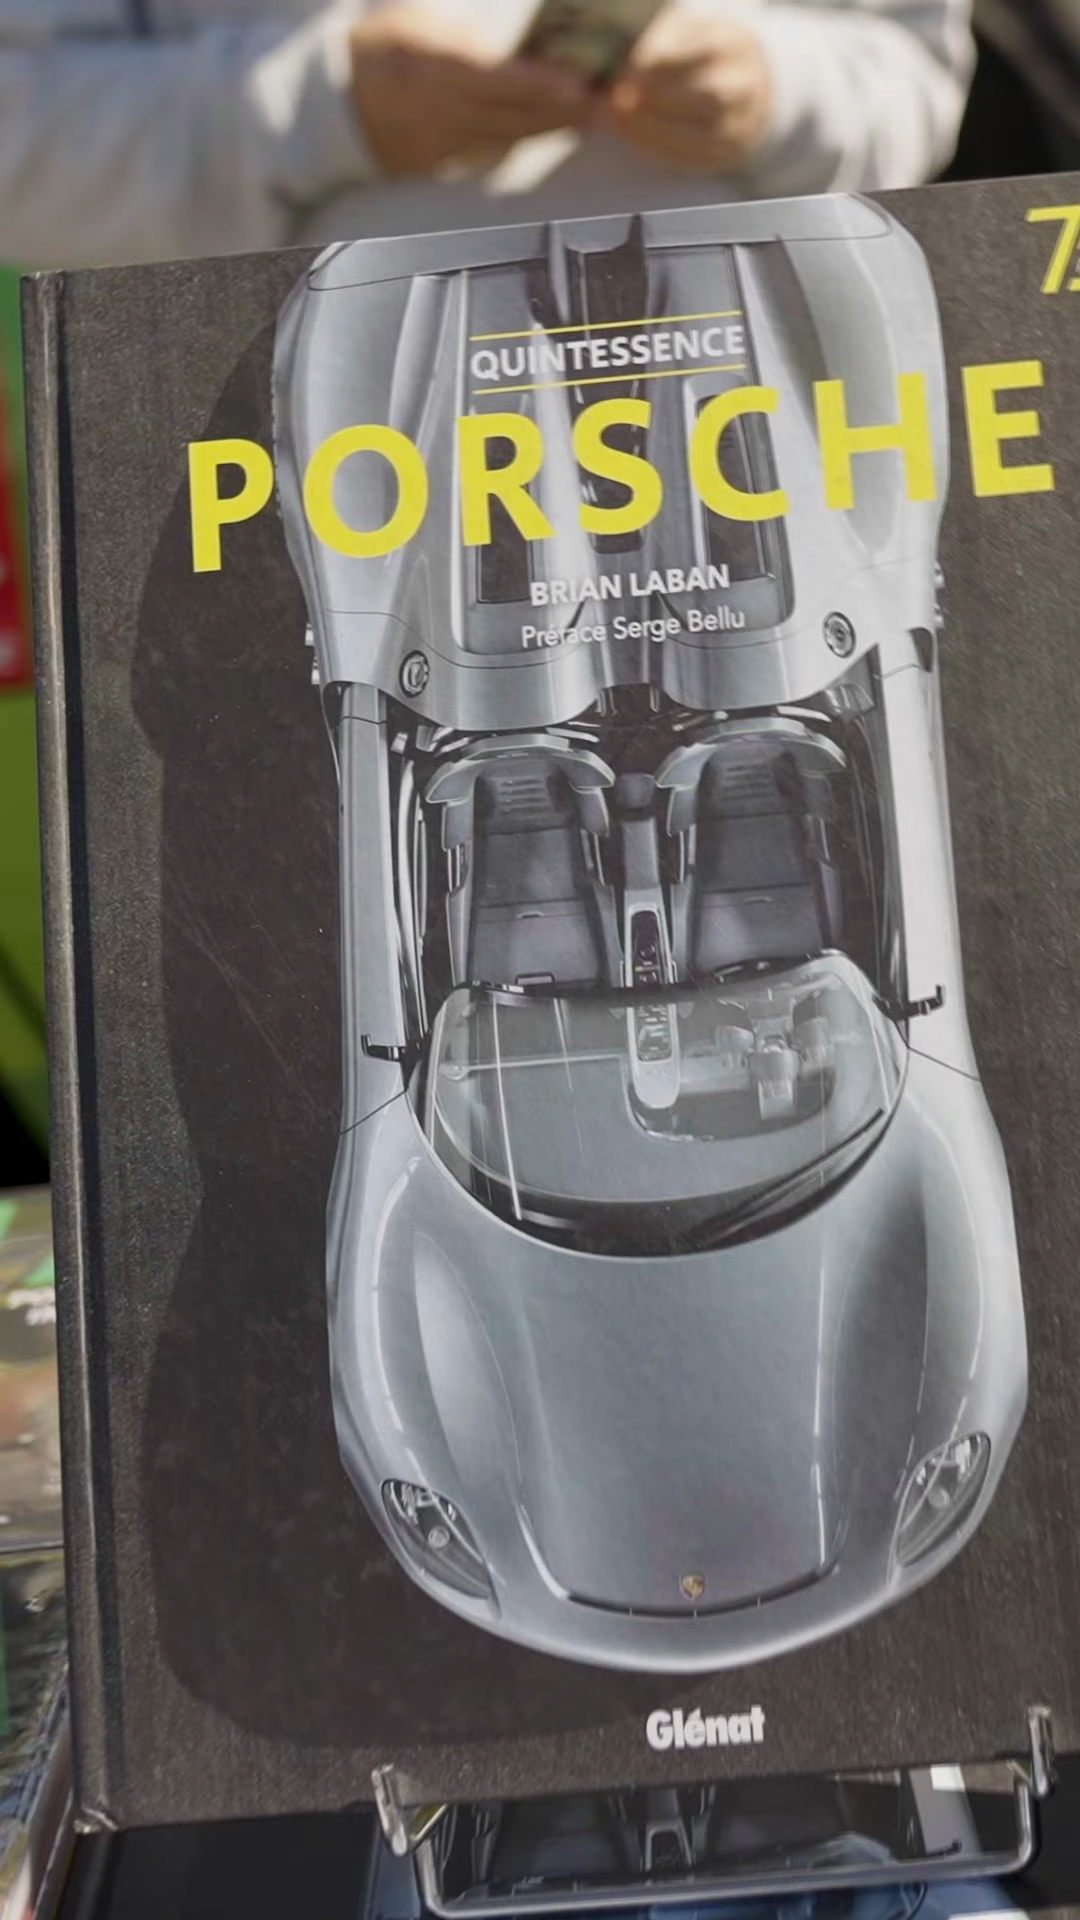 QUINTESSENCE
PORSCHE
BRIAN LABAN
Préface Serge Bellu
Glénat